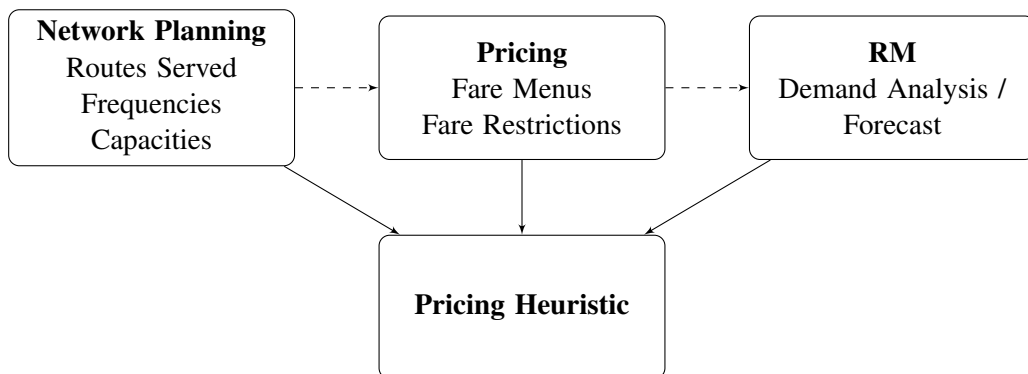 Network Planning
Routes Served
Frequencies
Capacities
Pricing
Fare Menus
Fare Restrictions
RM
Demand Analysis /
Forecast
Pricing Heuristic